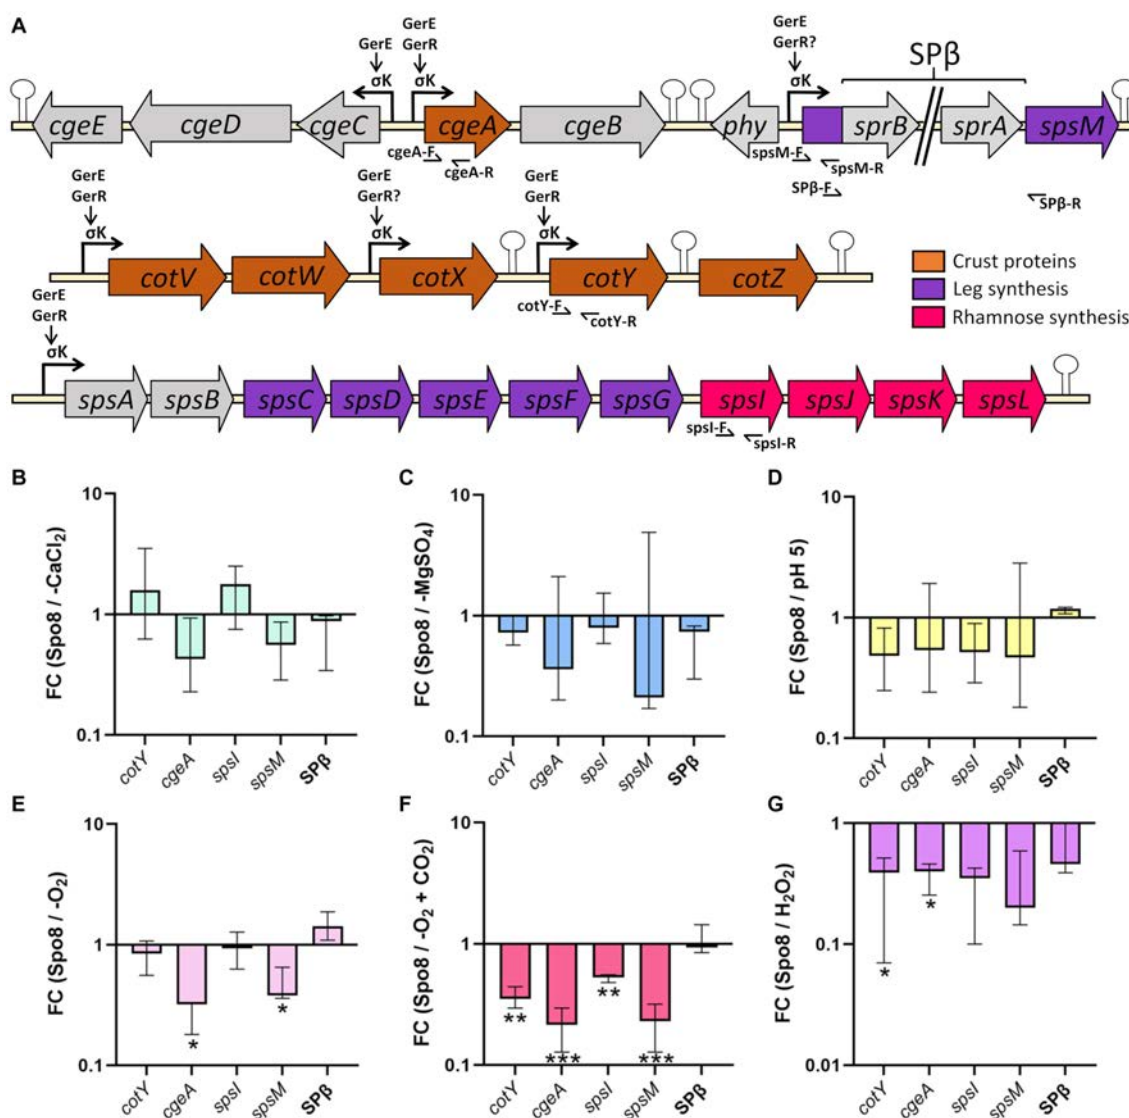 A
GerE
GerE
GerR
GerE
GerR?
SPβ
σK
σK
σK
cgeE
cgeD
cgeC
cgeA
cgeB
phy
sprB
sprA
spsM
cgeA-F
cgeA-R
spsM-F
spsM-R
SPβ-F
SPβ-R
GerE
GerR
GerE
GerR?
GerE
GerR
σK
σK
σK
cotV
cotW
cotX
cotY
cotZ
cotY-F
cotY-R
Crust proteins
Leg synthesis
Rhamnose synthesis
GerE
GerR
σK
spsA
spsB
spsC
spsD
spsE
spsF
spsG
spsI
spsJ
spsK
spsL
spsI-F
spsI-R
B
FC (Spo8 / -CaCl₂)
10
1
0.1
cotY
cgeA
spsI
spsM
SPβ
C
FC (Spo8 / -MgSO₄)
10
1
0.1
cotY
cgeA
spsI
spsM
SPβ
D
FC (Spo8 / pH 5)
10
1
0.1
cotY
cgeA
spsI
spsM
SPβ
E
FC (Spo8 / -O₂)
10
1
0.1
*
*
cotY
cgeA
spsI
spsM
SPβ
F
FC (Spo8 / -O₂ + CO₂)
10
1
0.1
**
***
**
***
cotY
cgeA
spsI
spsM
SPβ
G
FC (Spo8 / H₂O₂)
1
0.1
0.01
*
*
cotY
cgeA
spsI
spsM
SPβ